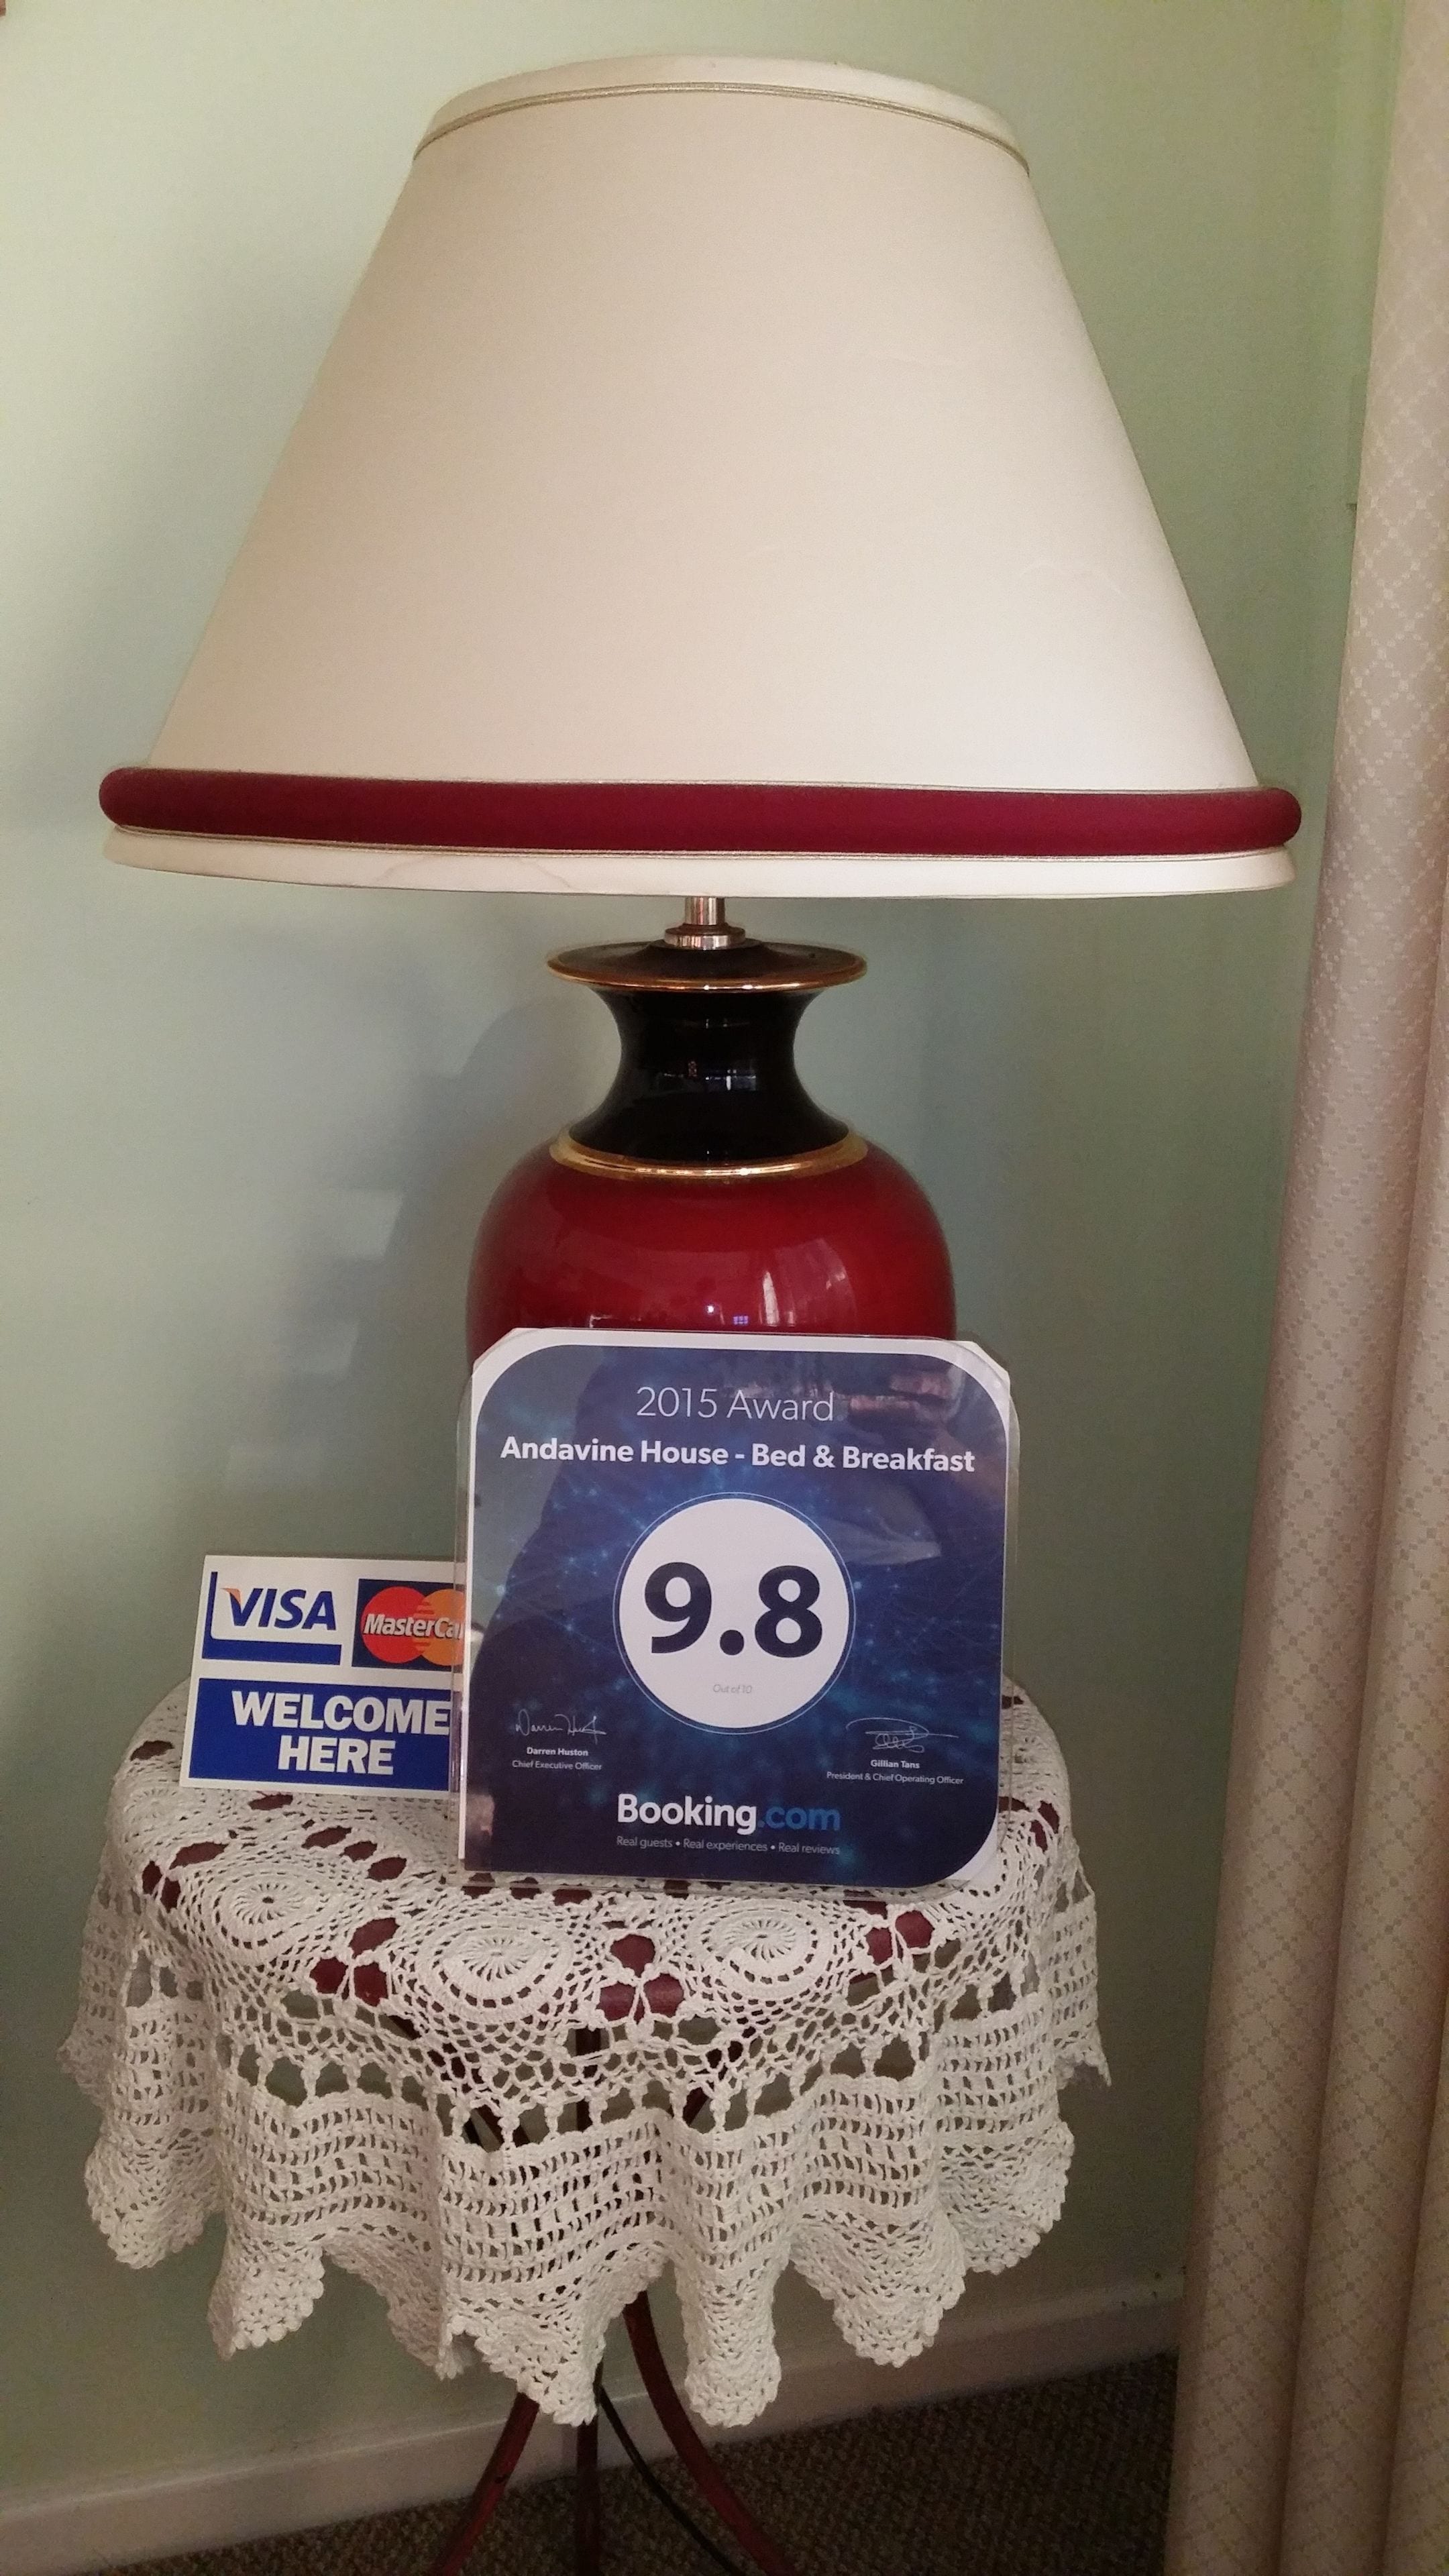 2015 Award
Andavine House - Bed & Breakfast
9.8
Out of 10
Darren Huston
Chief Executive Officer
Gillian Tans
President & Chief Operating Officer
Booking.com
Real guests • Real experiences • Real reviews
VISA
MasterCa
WELCOME
HERE